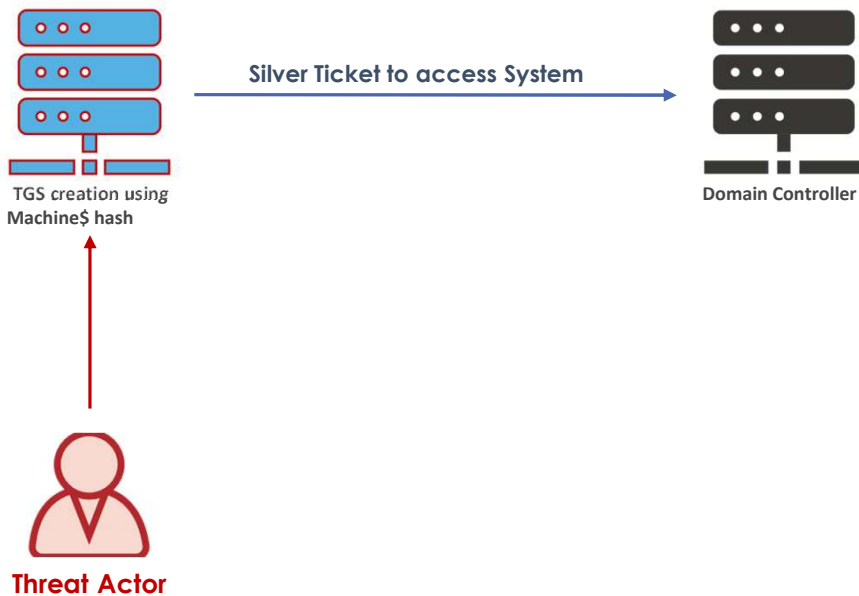 Silver Ticket to access System
TGS creation using
Machine$ hash
Domain Controller
Threat Actor